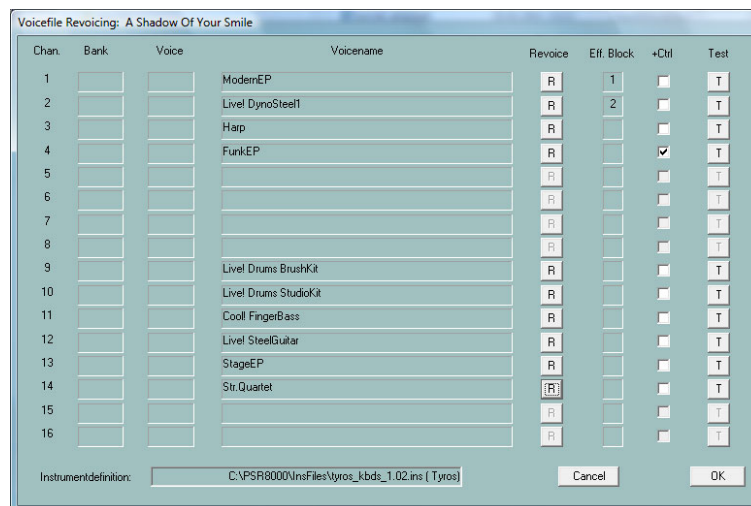 Voicefile Revoicing: A Shadow Of Your Smile
Chan. Bank Voice Voicename Revoice Eff. Block +Ctrl Test
1 ModernEP R 1 T
2 Live! DynoSteel1 R 2 T
3 Harp R T
4 FunkEP R T
5 R T
6 R T
7 R T
8 R T
9 Live! Drums BrushKit R T
10 Live! Drums StudioKit R T
11 Cool! FingerBass R T
12 Live! SteelGuitar R T
13 StageEP R T
14 Str.Quartet R T
15 R T
16 R T
Instrumentdefinition: C:\PSR8000\InsFiles\tyros_kbds_1.02.ins ( Tyros) Cancel OK